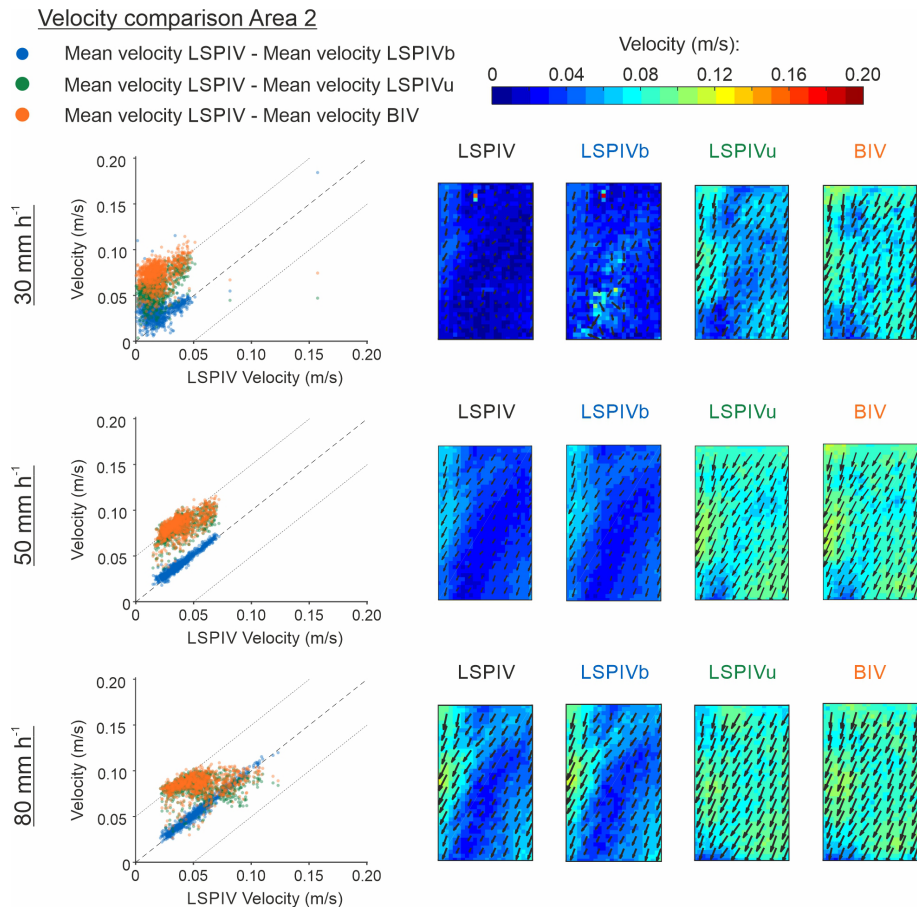 Velocity comparison Area 2
Mean velocity LSPIV - Mean velocity LSPIVb
Mean velocity LSPIV - Mean velocity LSPIVu
Mean velocity LSPIV - Mean velocity BIV
Velocity (m/s):
0 0.04 0.08 0.12 0.16 0.20
30 mm h⁻¹
Velocity (m/s)
0.20
0.15
0.10
0.05
0
0 0.05 0.10 0.15 0.20
LSPIV Velocity (m/s)
LSPIV LSPIVb LSPIVu BIV
50 mm h⁻¹
Velocity (m/s)
0.20
0.15
0.10
0.05
0
0 0.05 0.10 0.15 0.20
LSPIV Velocity (m/s)
LSPIV LSPIVb LSPIVu BIV
80 mm h⁻¹
Velocity (m/s)
0.20
0.15
0.10
0.05
0
0 0.05 0.10 0.15 0.20
LSPIV Velocity (m/s)
LSPIV LSPIVb LSPIVu BIV